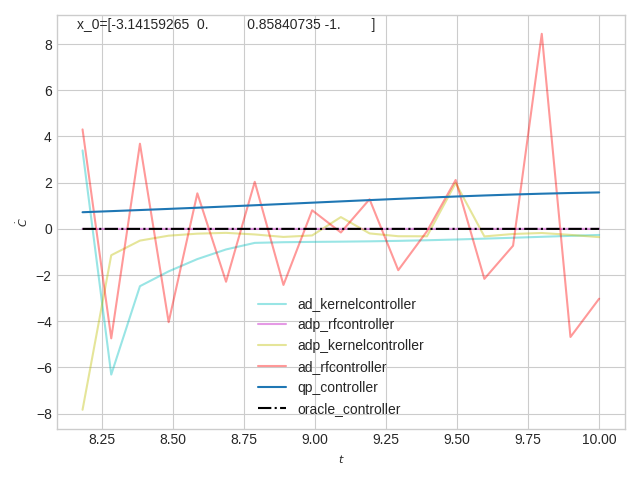 x_0=[-3.14159265 0. 0.85840735 -1. ]
8
6
4
2
0
−2
−4
−6
−8
Ċ
ad_kernelcontroller
adp_rfcontroller
adp_kernelcontroller
ad_rfcontroller
qp_controller
oracle_controller
8.25 8.50 8.75 9.00 9.25 9.50 9.75 10.00
t